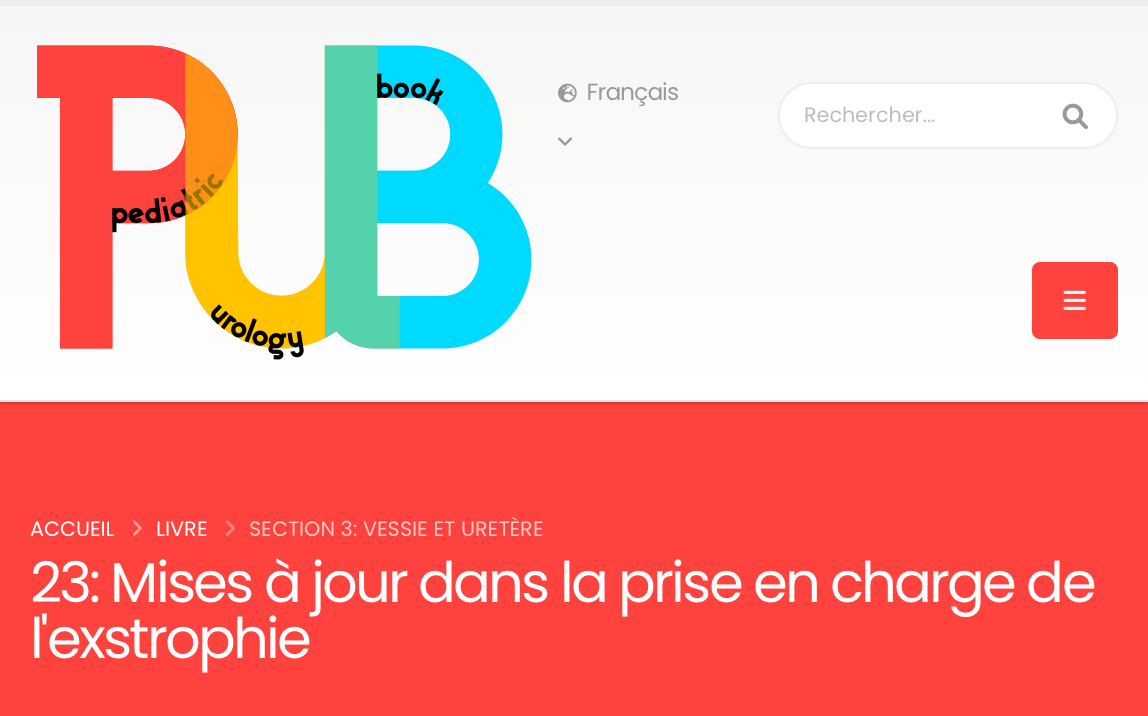 PUB
book
pediatric
urology
Français
Rechercher...
ACCUEIL > LIVRE > SECTION 3: VESSIE ET URETÈRE
23: Mises à jour dans la prise en charge de
l'exstrophie